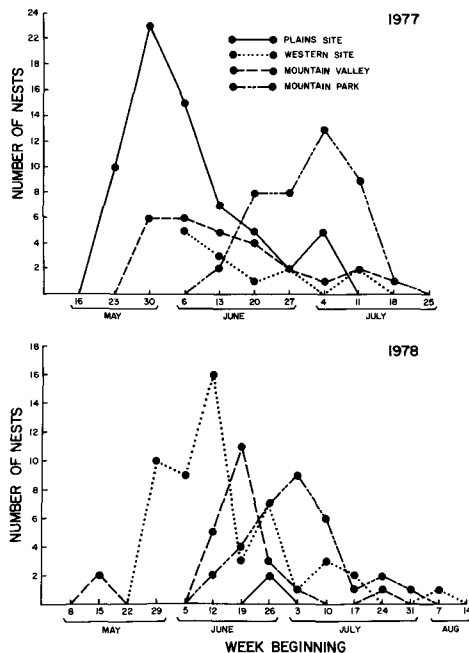 1977
NUMBER OF NESTS
24
22
20
18
16
14
12
10
8
6
4
2
PLAINS SITE
WESTERN SITE
MOUNTAIN VALLEY
MOUNTAIN PARK
16 23 30 6 13 20 27 4 11 18 25
MAY JUNE JULY
1978
NUMBER OF NESTS
18
16
14
12
10
8
6
4
2
8 15 22 29 5 12 19 26 3 10 17 24 31 7 14
MAY JUNE JULY AUG
WEEK BEGINNING